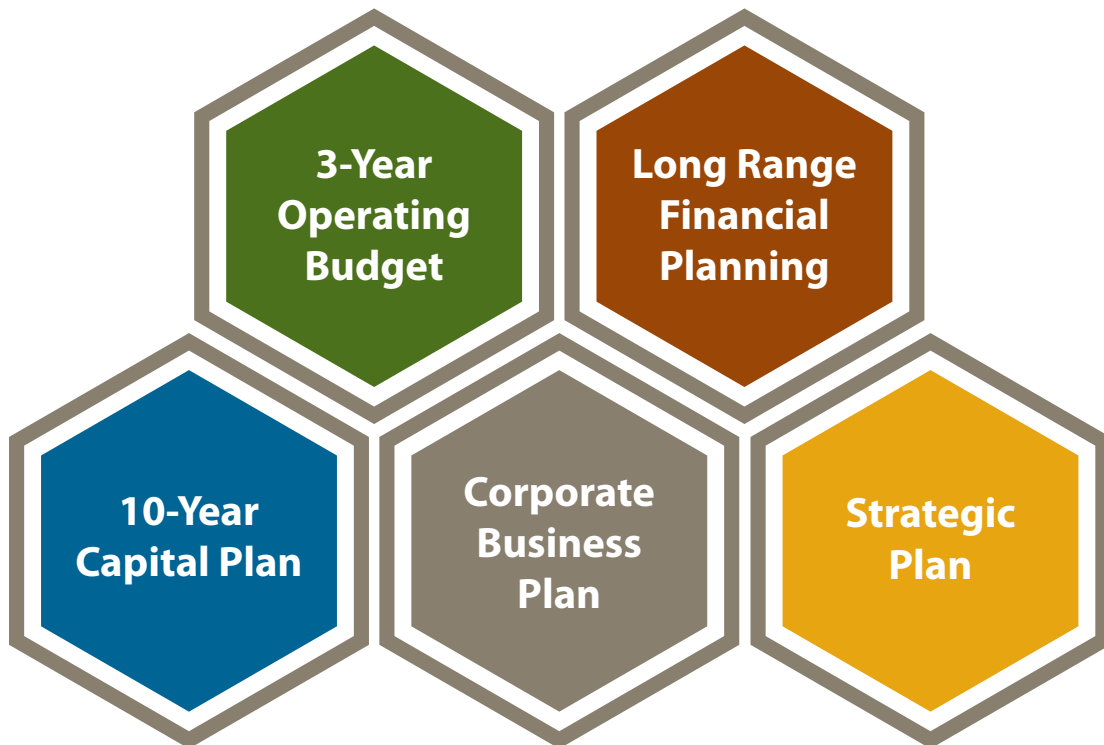 3-Year
Operating
Budget
Long Range
Financial
Planning
10-Year
Capital Plan
Corporate
Business
Plan
Strategic
Plan